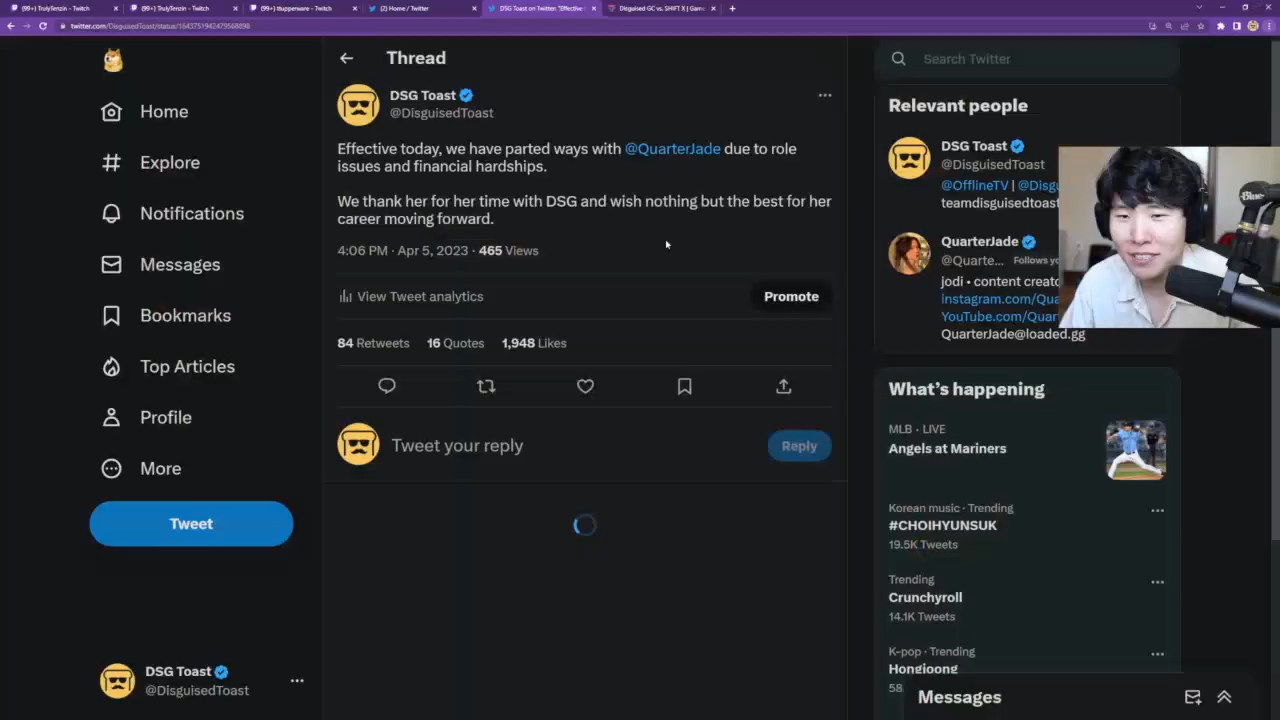 (99+) TrulyTenzin - Twitch
(99+) TrulyTenzin - Twitch
(99+) itsupperware - Twitch
(2) Home / Twitter
DSG Toast on Twitter: "Effective
Disguised GC vs. SHIFT X | Gam
twitter.com/DisguisedToast/status/1643751942479568898
Home
Explore
Notifications
Messages
Bookmarks
Top Articles
Profile
More
Tweet
DSG Toast
@DisguisedToast
Thread
DSG Toast
@DisguisedToast
Effective today, we have parted ways with @QuarterJade due to role
issues and financial hardships.
We thank her for her time with DSG and wish nothing but the best for her
career moving forward.
4:06 PM · Apr 5, 2023 · 465 Views
View Tweet analytics
Promote
84 Retweets 16 Quotes 1,948 Likes
Tweet your reply
Reply
Search Twitter
Relevant people
DSG Toast
@DisguisedToast
@OfflineTV | @Disgu
teamdisguisedtoast
QuarterJade
@Quarte... Follows yo
jodi • content creato
instagram.com/Qua
YouTube.com/Quar
QuarterJade@loaded.gg
Blue
What's happening
MLB · LIVE
Angels at Mariners
Korean music · Trending
#CHOIHYUNSUK
19.5K Tweets
Trending
Crunchyroll
14.1K Tweets
K-pop · Trending
Hongjoong
58
Messages